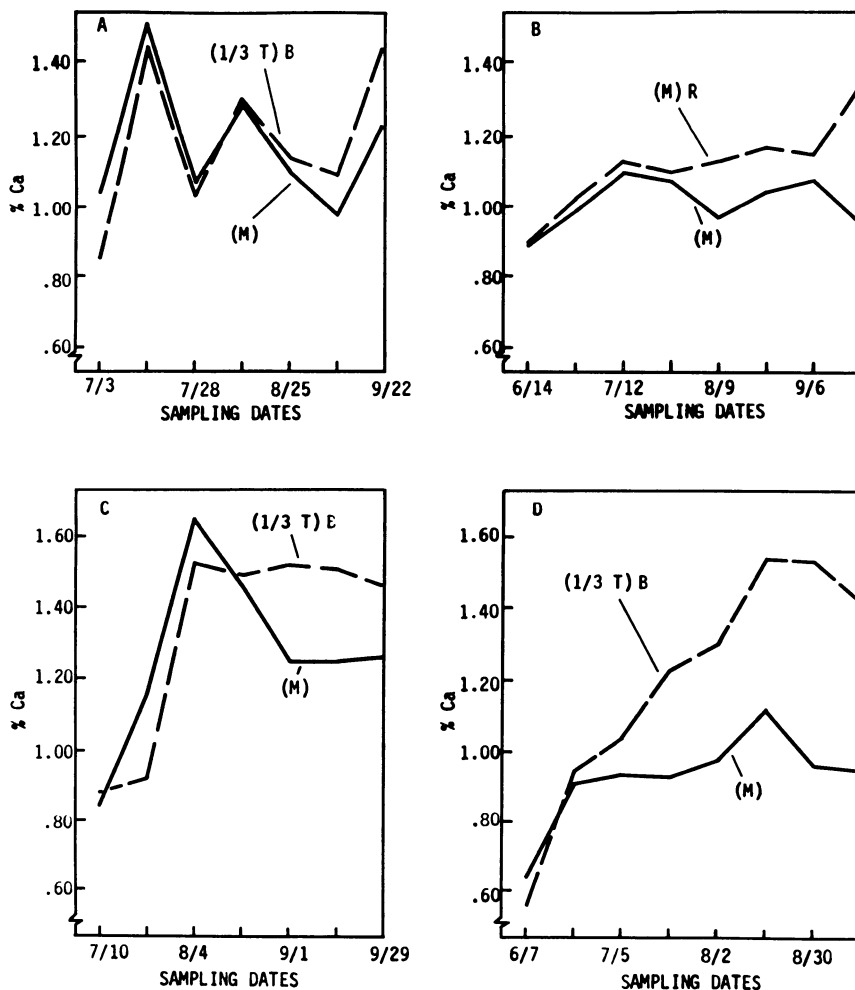 A
(1/3 T) B
(M)
% Ca
1.40
1.20
1.00
.80
.60
7/3
7/28
8/25
9/22
SAMPLING DATES
B
(M) R
(M)
% Ca
1.40
1.20
1.00
.80
.60
6/14
7/12
8/9
9/6
SAMPLING DATES
C
(1/3 T) E
(M)
% Ca
1.60
1.40
1.20
1.00
.80
.60
7/10
8/4
9/1
9/29
SAMPLING DATES
D
(1/3 T) B
(M)
% Ca
1.60
1.40
1.20
1.00
.80
.60
6/7
7/5
8/2
8/30
SAMPLING DATES